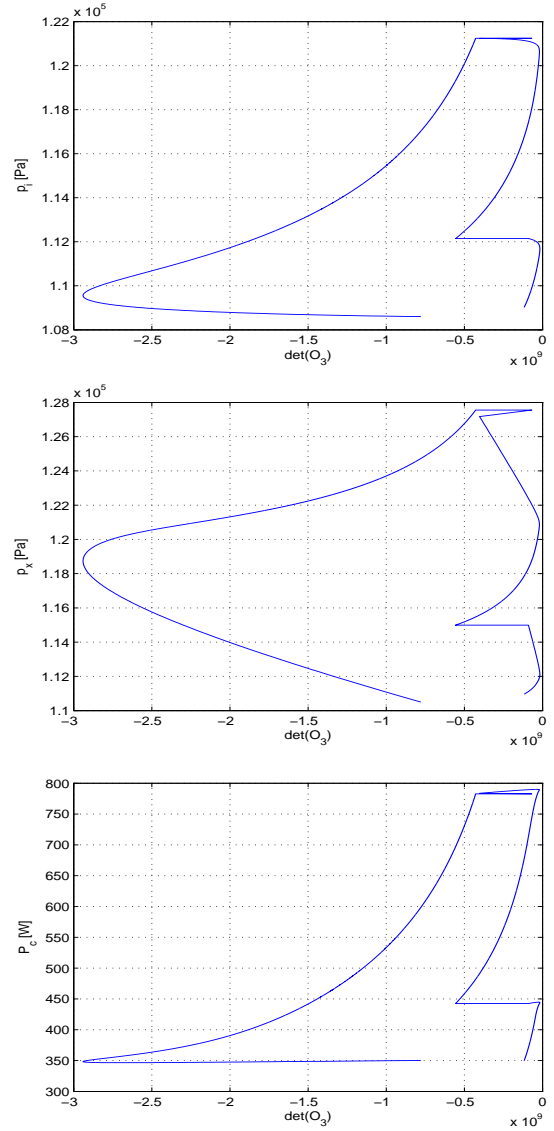 x 10^5
1.22
1.2
1.18
1.16
1.14
1.12
1.1
1.08
p_i [Pa]
−3 −2.5 −2 −1.5 −1 −0.5 0
det(O_3)
x 10^9
x 10^5
1.28
1.26
1.24
1.22
1.2
1.18
1.16
1.14
1.12
1.1
p_x [Pa]
−3 −2.5 −2 −1.5 −1 −0.5 0
det(O_3)
x 10^9
800
750
700
650
600
550
500
450
400
350
300
P_c [W]
−3 −2.5 −2 −1.5 −1 −0.5 0
det(O_3)
x 10^9